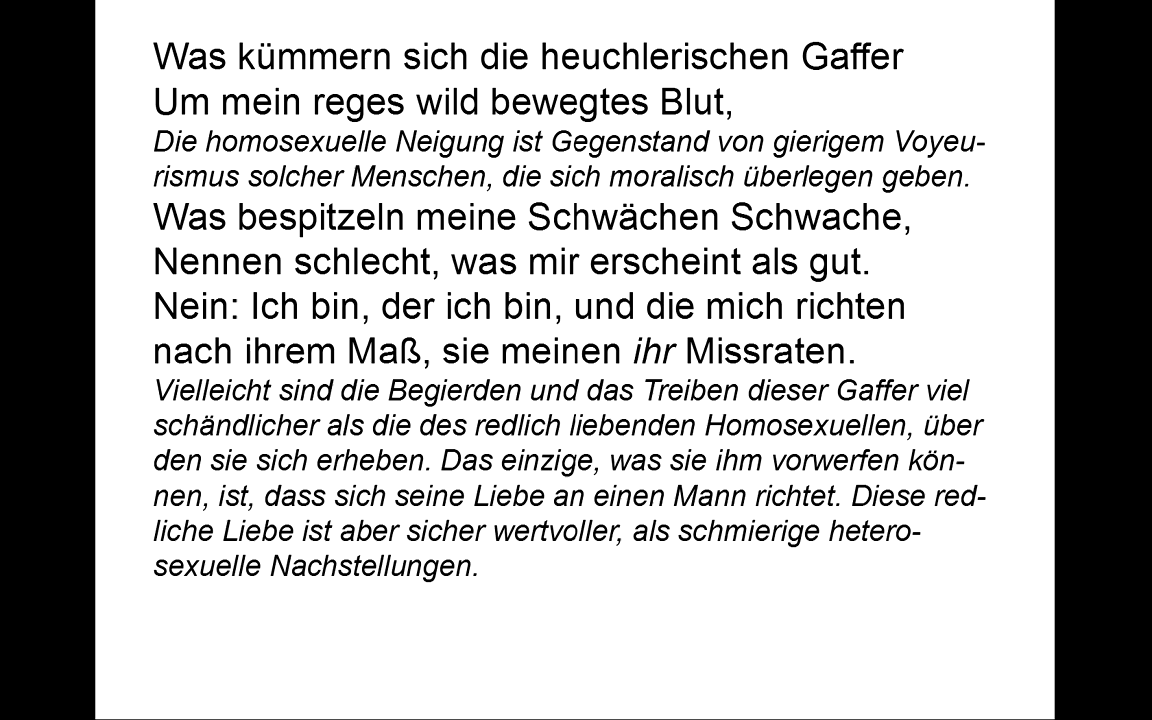 Was kümmern sich die heuchlerischen Gaffer
Um mein reges wild bewegtes Blut,
Die homosexuelle Neigung ist Gegenstand von gierigem Voyeu-
rismus solcher Menschen, die sich moralisch überlegen geben.
Was bespitzeln meine Schwächen Schwache,
Nennen schlecht, was mir erscheint als gut.
Nein: Ich bin, der ich bin, und die mich richten
nach ihrem Maß, sie meinen ihr Missraten.
Vielleicht sind die Begierden und das Treiben dieser Gaffer viel
schändlicher als die des redlich liebenden Homosexuellen, über
den sie sich erheben. Das einzige, was sie ihm vorwerfen kön-
nen, ist, dass sich seine Liebe an einen Mann richtet. Diese red-
liche Liebe ist aber sicher wertvoller, als schmierige hetero-
sexuelle Nachstellungen.